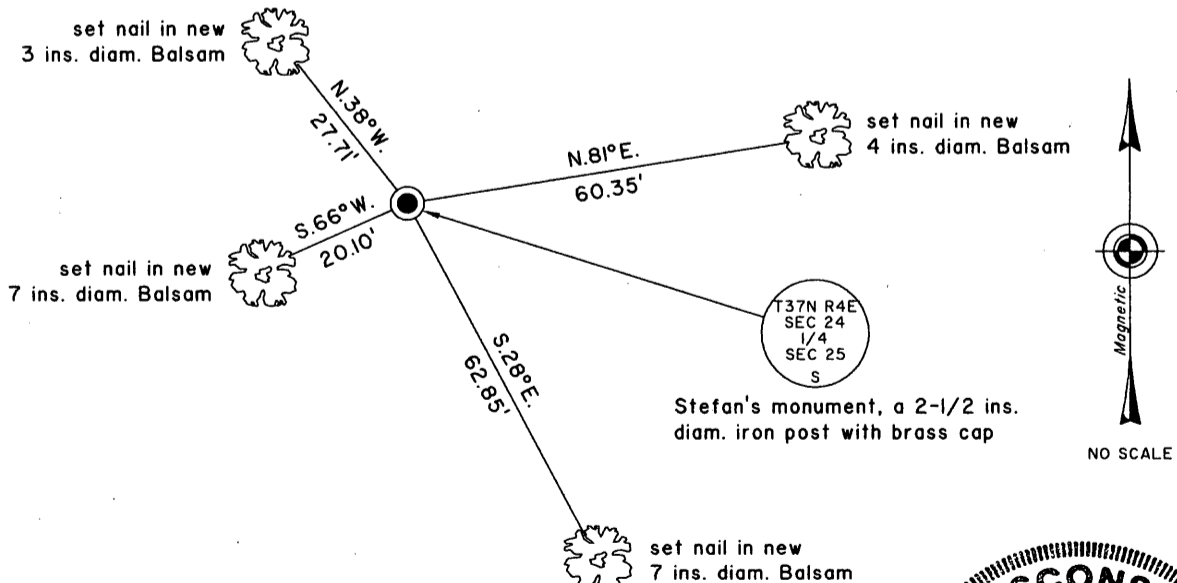 set nail in new
3 ins. diam. Balsam
N.38°W.
27.71'
N.81°E.
60.35'
set nail in new
4 ins. diam. Balsam
S.66°W.
20.10'
set nail in new
7 ins. diam. Balsam
S.28°E.
62.85'
T37N R4E
SEC 24
1/4
SEC 25
S
Stefan's monument, a 2-1/2 ins.
diam. iron post with brass cap
Magnetic
NO SCALE
set nail in new
7 ins. diam. Balsam